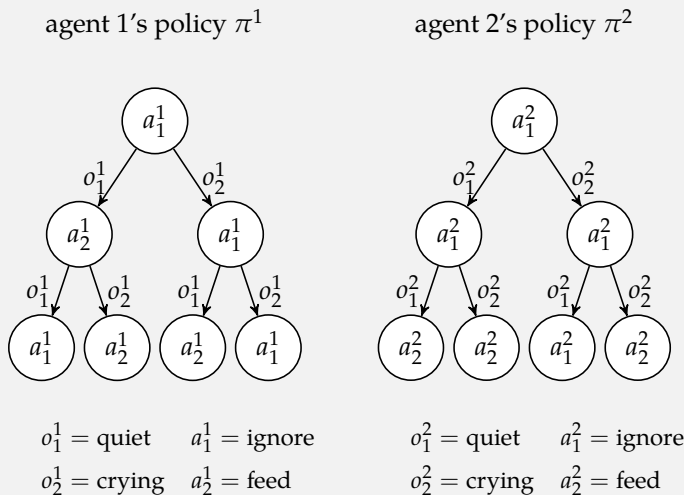 agent 1's policy π¹ agent 2's policy π²
a₁¹ a₁²
o₁¹ o₂¹ o₁² o₂²
a₂¹ a₁¹ a₁² a₁²
o₁¹ o₂¹ o₁¹ o₂¹ o₁² o₂² o₁² o₂²
a₁¹ a₂¹ a₂¹ a₁¹ a₂² a₂² a₁² a₂²
o₁¹ = quiet a₁¹ = ignore o₁² = quiet a₁² = ignore
o₂¹ = crying a₂¹ = feed o₂² = crying a₂² = feed